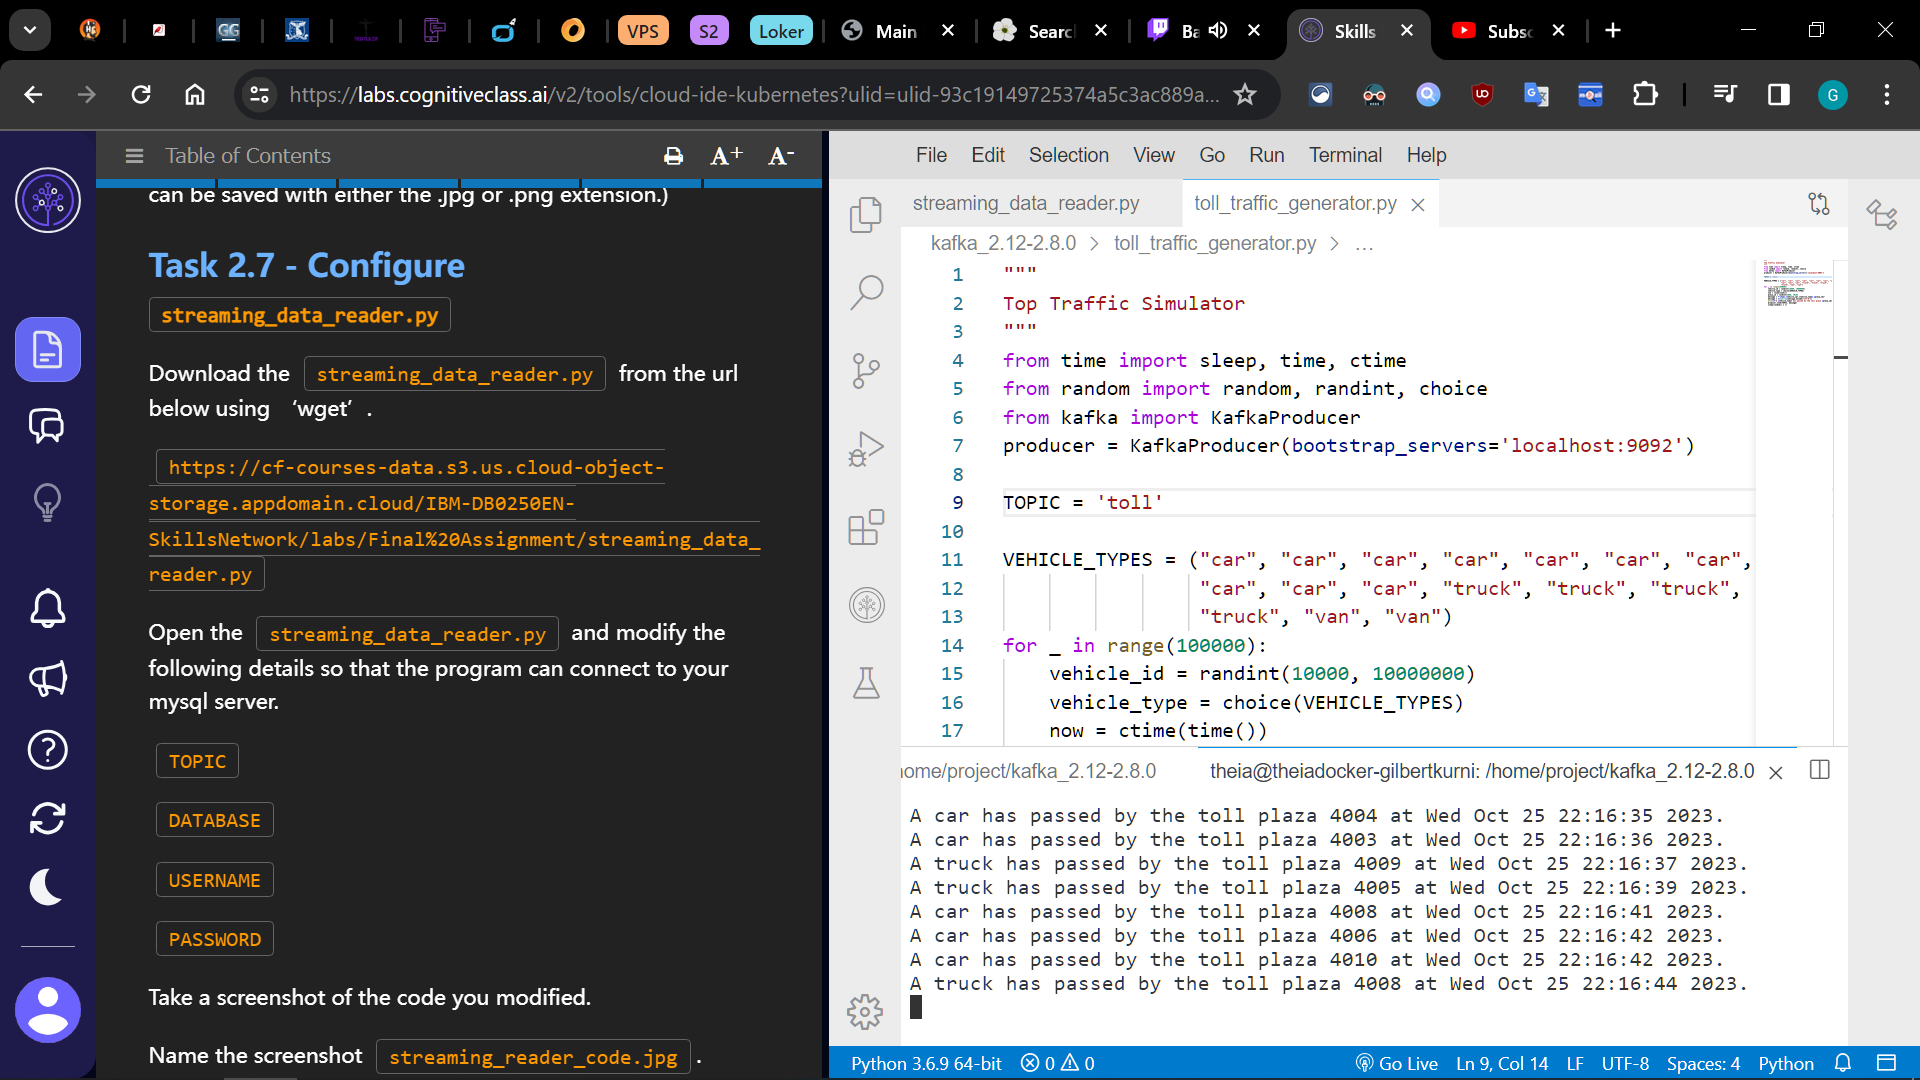 VPS
S2
Loker
Main
Searc
Ba
Skills
Subsc
https://labs.cognitiveclass.ai/v2/tools/cloud-ide-kubernetes?ulid=ulid-93c19149725374a5c3ac889a...
G
Table of Contents
A+ A-
can be saved with either the .jpg or .png extension.)
Task 2.7 - Configure
streaming_data_reader.py
Download the streaming_data_reader.py from the url
below using ‘wget’ .
https://cf-courses-data.s3.us.cloud-object-
storage.appdomain.cloud/IBM-DB0250EN-
SkillsNetwork/labs/Final%20Assignment/streaming_data_
reader.py
Open the streaming_data_reader.py and modify the
following details so that the program can connect to your
mysql server.
TOPIC
DATABASE
USERNAME
PASSWORD
Take a screenshot of the code you modified.
Name the screenshot streaming_reader_code.jpg .
File Edit Selection View Go Run Terminal Help
streaming_data_reader.py toll_traffic_generator.py
kafka_2.12-2.8.0 > toll_traffic_generator.py > ...
1 """
2 Top Traffic Simulator
3 """
4 from time import sleep, time, ctime
5 from random import random, randint, choice
6 from kafka import KafkaProducer
7 producer = KafkaProducer(bootstrap_servers='localhost:9092')
8
9 TOPIC = 'toll'
10
11 VEHICLE_TYPES = ("car", "car", "car", "car", "car", "car", "car",
12 "car", "car", "car", "truck", "truck", "truck",
13 "truck", "van", "van")
14 for _ in range(100000):
15 vehicle_id = randint(10000, 10000000)
16 vehicle_type = choice(VEHICLE_TYPES)
17 now = ctime(time())
home/project/kafka_2.12-2.8.0 theia@theiadocker-gilbertkurni: /home/project/kafka_2.12-2.8.0
A car has passed by the toll plaza 4004 at Wed Oct 25 22:16:35 2023.
A car has passed by the toll plaza 4003 at Wed Oct 25 22:16:36 2023.
A truck has passed by the toll plaza 4009 at Wed Oct 25 22:16:37 2023.
A truck has passed by the toll plaza 4005 at Wed Oct 25 22:16:39 2023.
A car has passed by the toll plaza 4008 at Wed Oct 25 22:16:41 2023.
A car has passed by the toll plaza 4006 at Wed Oct 25 22:16:42 2023.
A car has passed by the toll plaza 4010 at Wed Oct 25 22:16:42 2023.
A truck has passed by the toll plaza 4008 at Wed Oct 25 22:16:44 2023.
Python 3.6.9 64-bit 0 0 Go Live Ln 9, Col 14 LF UTF-8 Spaces: 4 Python